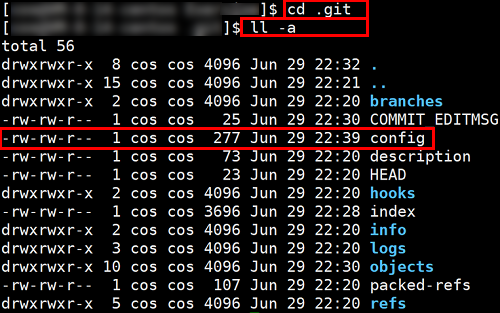 [ ]$ cd .git
[ ]$ ll -a
total 56
drwxrwxr-x 8 cos cos 4096 Jun 29 22:32 .
drwxrwxr-x 15 cos cos 4096 Jun 29 22:21 ..
drwxrwxr-x 2 cos cos 4096 Jun 29 22:20 branches
-rw-rw-r-- 1 cos cos 25 Jun 29 22:30 COMMIT_EDITMSG
-rw-rw-r-- 1 cos cos 277 Jun 29 22:39 config
-rw-rw-r-- 1 cos cos 73 Jun 29 22:20 description
-rw-rw-r-- 1 cos cos 23 Jun 29 22:20 HEAD
drwxrwxr-x 2 cos cos 4096 Jun 29 22:20 hooks
-rw-rw-r-- 1 cos cos 3696 Jun 29 22:28 index
drwxrwxr-x 2 cos cos 4096 Jun 29 22:20 info
drwxrwxr-x 3 cos cos 4096 Jun 29 22:20 logs
drwxrwxr-x 10 cos cos 4096 Jun 29 22:30 objects
-rw-rw-r-- 1 cos cos 107 Jun 29 22:20 packed-refs
drwxrwxr-x 5 cos cos 4096 Jun 29 22:20 refs